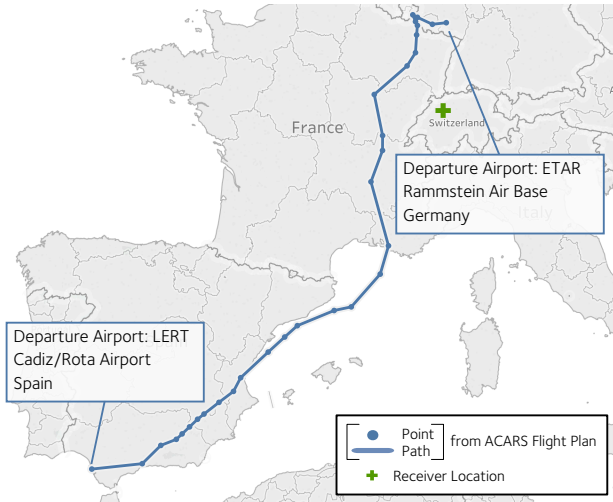 France
Switzerland
Departure Airport: ETAR
Rammstein Air Base
Germany
Italy
Departure Airport: LERT
Cadiz/Rota Airport
Spain
Point
Path
from ACARS Flight Plan
Receiver Location